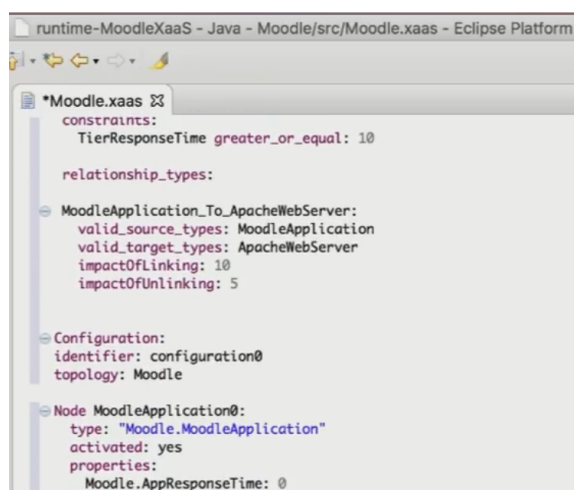 runtime-MoodleXaaS - Java - Moodle/src/Moodle.xaas - Eclipse Platform
*Moodle.xaas
constraints:
TierResponseTime greater_or_equal: 10
relationship_types:
MoodleApplication_To_ApacheWebServer:
valid_source_types: MoodleApplication
valid_target_types: ApacheWebServer
impactOfLinking: 10
impactOfUnlinking: 5
Configuration:
identifier: configuration0
topology: Moodle
Node MoodleApplication0:
type: "Moodle.MoodleApplication"
activated: yes
properties:
Moodle.AppResponseTime: 0